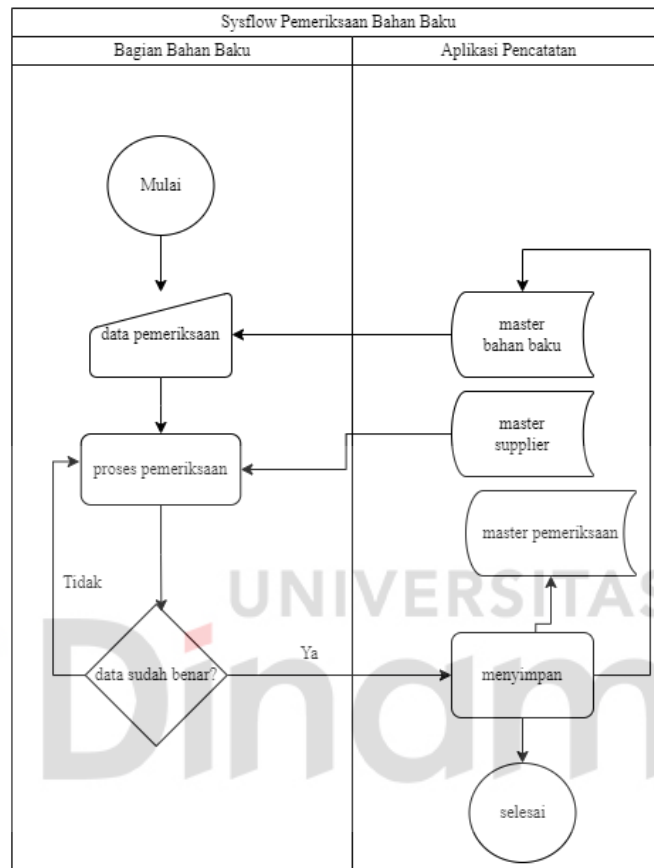 Sysflow Pemeriksaan Bahan Baku
Bagian Bahan Baku
Aplikasi Pencatatan
Mulai
data pemeriksaan
master
bahan baku
proses pemeriksaan
master
supplier
master pemeriksaan
Tidak
UNIVERSITAS
Dinam
data sudah benar?
Ya
menyimpan
selesai